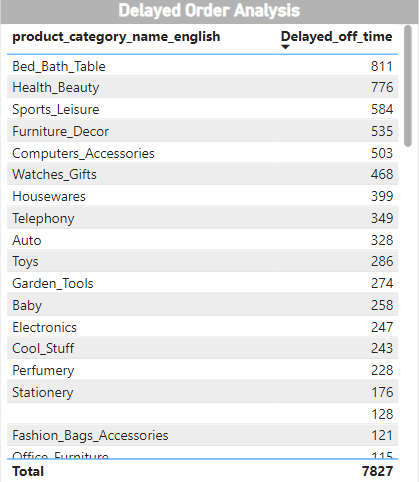 Delayed Order Analysis
product_category_name_english Delayed_off_time
Bed_Bath_Table 811
Health_Beauty 776
Sports_Leisure 584
Furniture_Decor 535
Computers_Accessories 503
Watches_Gifts 468
Housewares 399
Telephony 349
Auto 328
Toys 286
Garden_Tools 274
Baby 258
Electronics 247
Cool_Stuff 243
Perfumery 228
Stationery 176
128
Fashion_Bags_Accessories 121
Office_Furniture 115
Total 7827